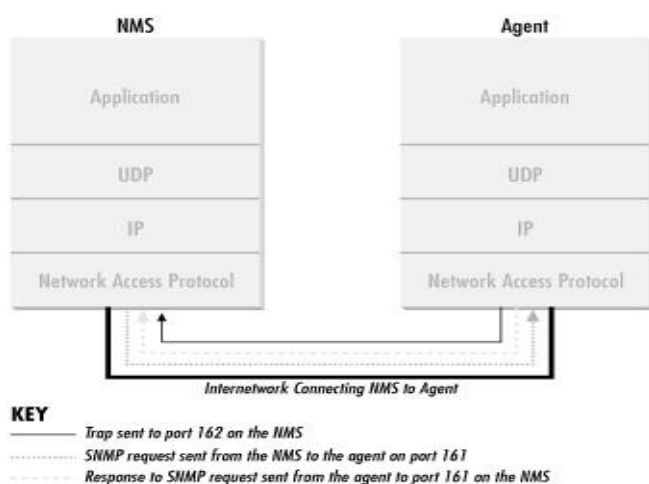 NMS
Agent
Application
Application
UDP
UDP
IP
IP
Network Access Protocol
Network Access Protocol
Internetwork Connecting NMS to Agent
KEY
Trap sent to port 162 on the NMS
SNMP request sent from the NMS to the agent on port 161
Response to SNMP request sent from the agent to port 161 on the NMS